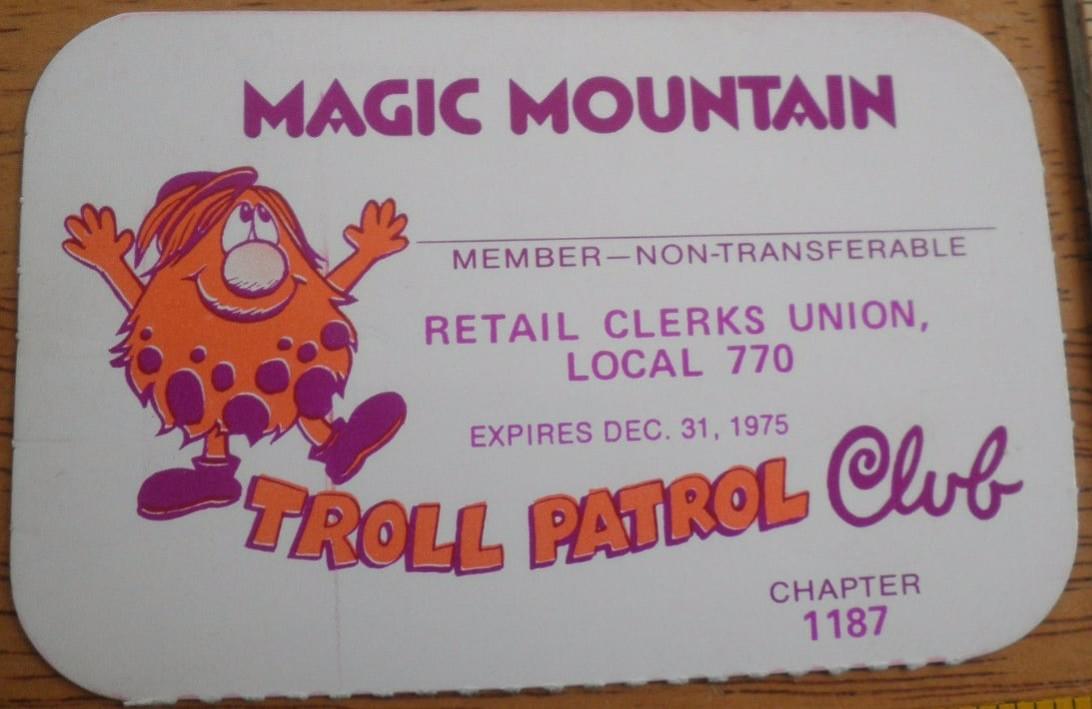 MAGIC MOUNTAIN
MEMBER—NON-TRANSFERABLE
RETAIL CLERKS UNION,
LOCAL 770
EXPIRES DEC. 31, 1975
TROLL PATROL Club
CHAPTER
1187